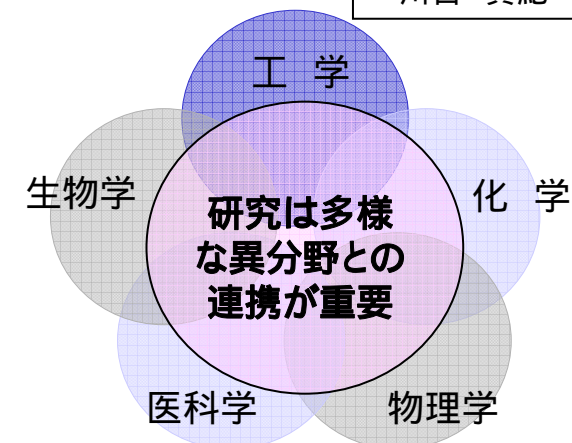 工 学
生物学
化 学
研究は多様
な異分野との
連携が重要
医科学
物理学